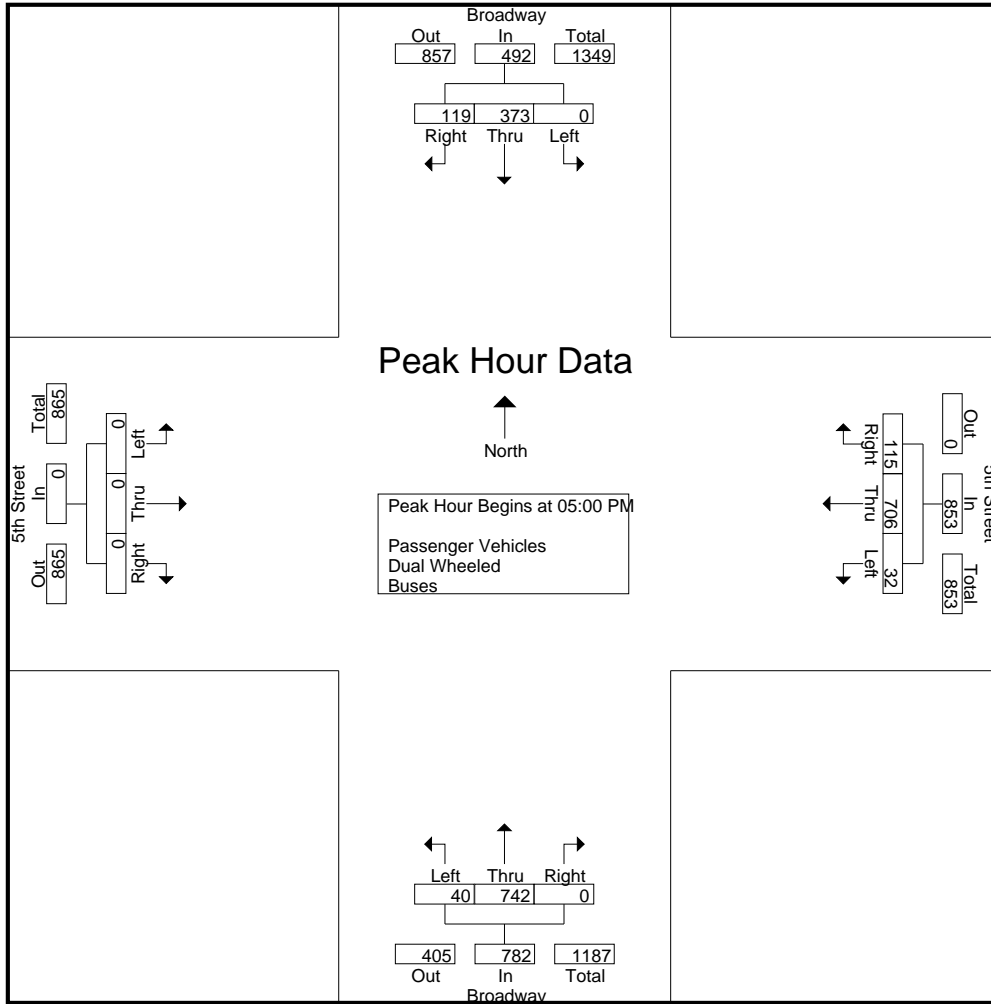 Broadway
Out In Total
857 492 1349
119 373 0
Right Thru Left
Peak Hour Data
North
Peak Hour Begins at 05:00 PM
Passenger Vehicles
Dual Wheeled
Buses
5th Street
Total In Out
865 0 865
0 0 0
Left Thru Right
Right Thru Left
115 706 32
Out In Total
0 853 853
5th Street
Left Thru Right
40 742 0
405 782 1187
Out In Total
Broadway